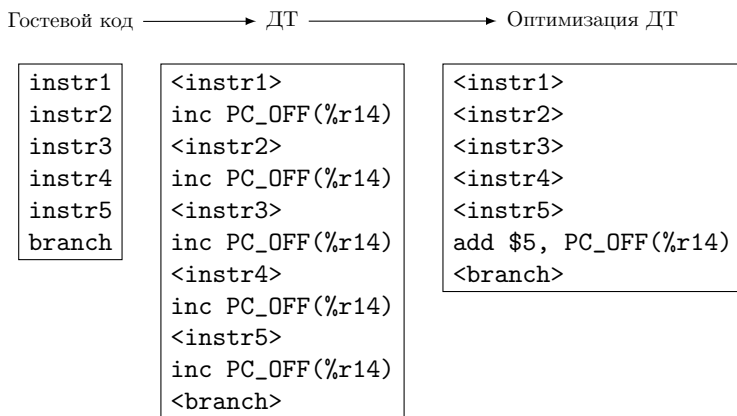 Гостевой код ДТ Оптимизация ДТ
instr1
instr2
instr3
instr4
instr5
branch
<instr1>
inc PC_OFF(%r14)
<instr2>
inc PC_OFF(%r14)
<instr3>
inc PC_OFF(%r14)
<instr4>
inc PC_OFF(%r14)
<instr5>
inc PC_OFF(%r14)
<branch>
<instr1>
<instr2>
<instr3>
<instr4>
<instr5>
add $5, PC_OFF(%r14)
<branch>